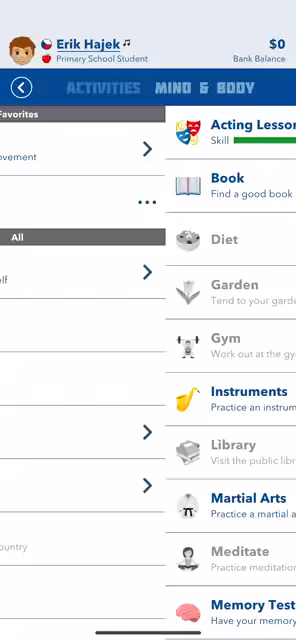 Erik Hajek
$0
Primary School Student
Bank Balance
ACTIVITIES
MIND & BODY
Favorites
Acting Lesson
Skill
ovement
Book
Find a good book
All
Diet
elf
Garden
Tend to your garde
Gym
Work out at the gy
Instruments
Practice an instrum
Library
Visit the public libr
Martial Arts
Practice a martial a
ountry
Meditate
Practice meditatio
Memory Test
Have your memory